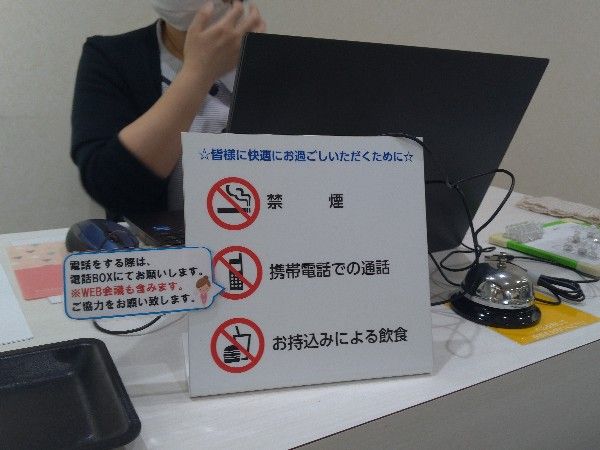 ☆皆様に快適にお過ごしいただくために☆
禁　煙
携帯電話での通話
電話をする際は、
電話BOXにてお願いします。
※WEB会議も含みます。
ご協力をお願い致します。
お持込みによる飲食